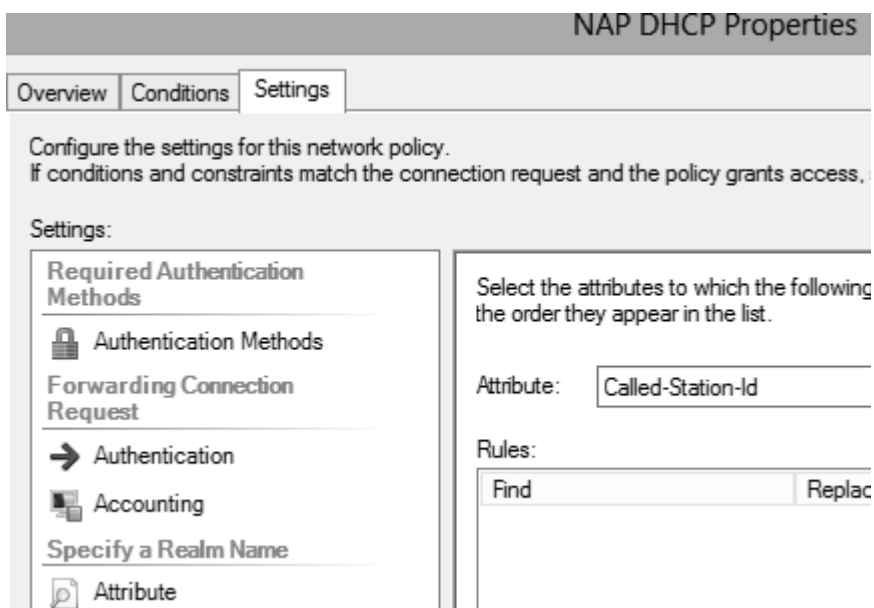 NAP DHCP Properties
Overview
Conditions
Settings
Configure the settings for this network policy.
If conditions and constraints match the connection request and the policy grants access,
Settings:
Required Authentication
Methods
Authentication Methods
Forwarding Connection
Request
Authentication
Accounting
Specify a Realm Name
Attribute
Select the attributes to which the following
the order they appear in the list.
Attribute:
Called-Station-Id
Rules:
Find
Replac